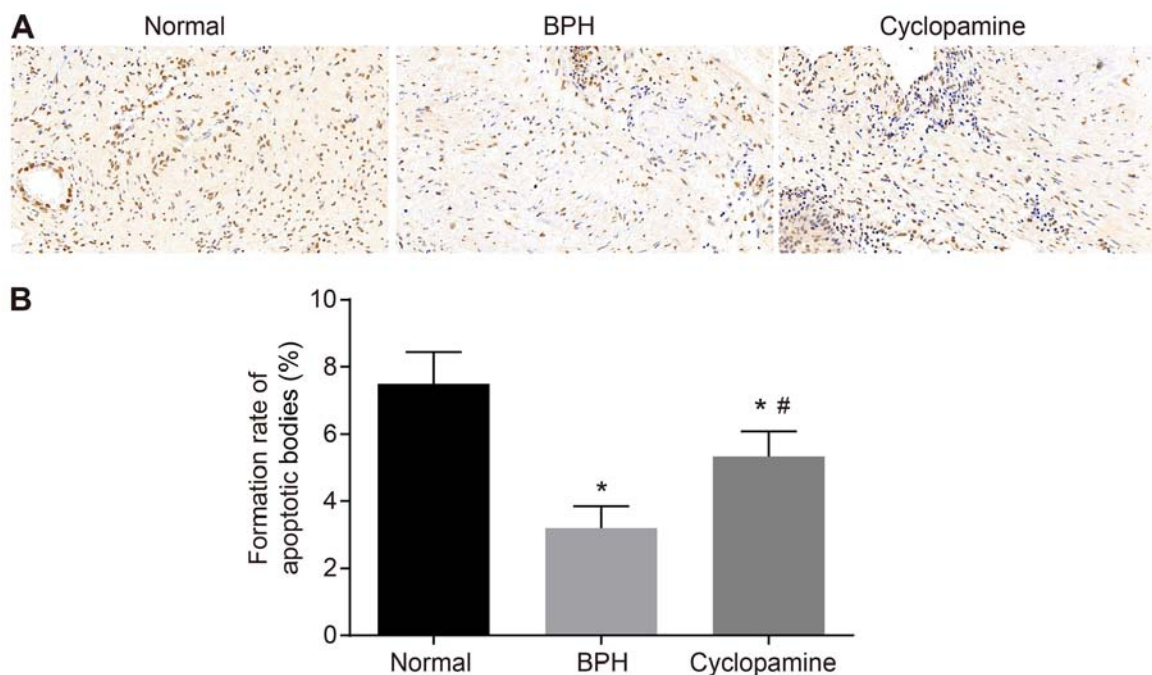 A
Normal
BPH
Cyclopamine
B
Formation rate of
apoptotic bodies (%)
10
8
6
4
2
0
*
* #
Normal
BPH
Cyclopamine